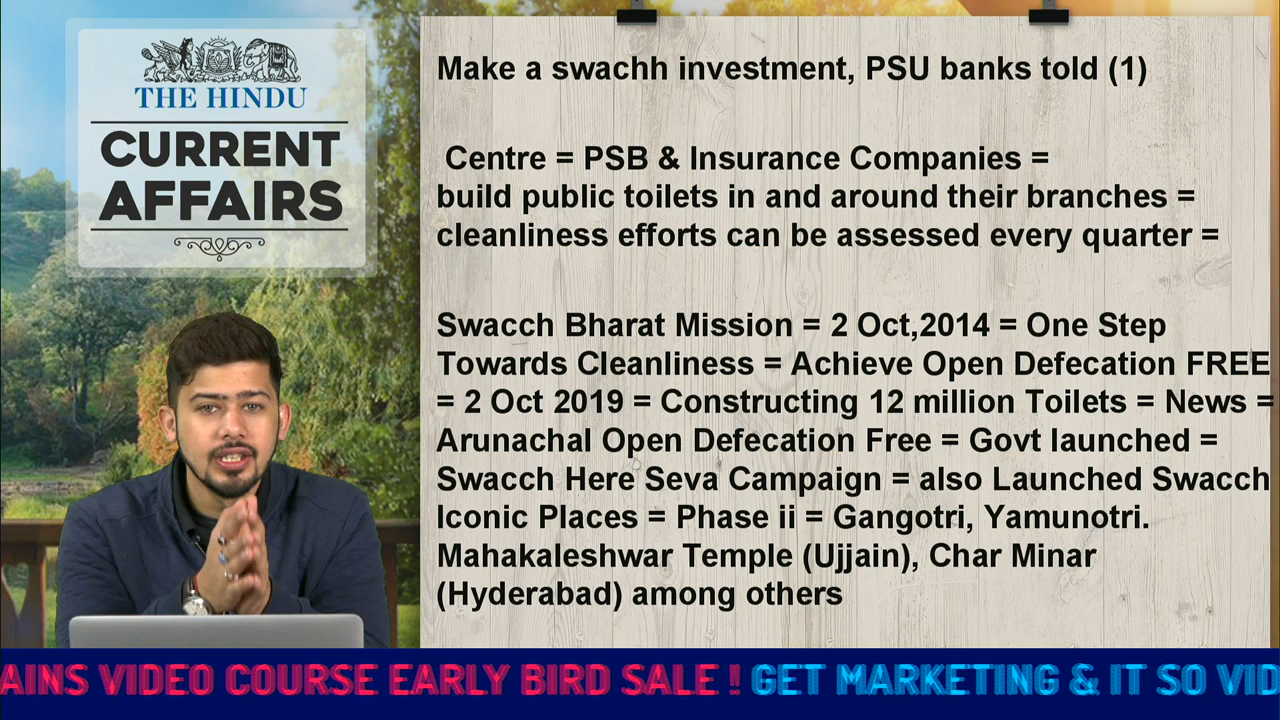 THE HINDU
CURRENT
AFFAIRS
Make a swachh investment, PSU banks told (1)
Centre = PSB & Insurance Companies =
build public toilets in and around their branches =
cleanliness efforts can be assessed every quarter =
Swacch Bharat Mission = 2 Oct,2014 = One Step
Towards Cleanliness = Achieve Open Defecation FREE
= 2 Oct 2019 = Constructing 12 million Toilets = News =
Arunachal Open Defecation Free = Govt launched =
Swacch Here Seva Campaign = also Launched Swacch
Iconic Places = Phase ii = Gangotri, Yamunotri.
Mahakaleshwar Temple (Ujjain), Char Minar
(Hyderabad) among others
AINS VIDEO COURSE EARLY BIRD SALE ! GET MARKETING & IT SO VID